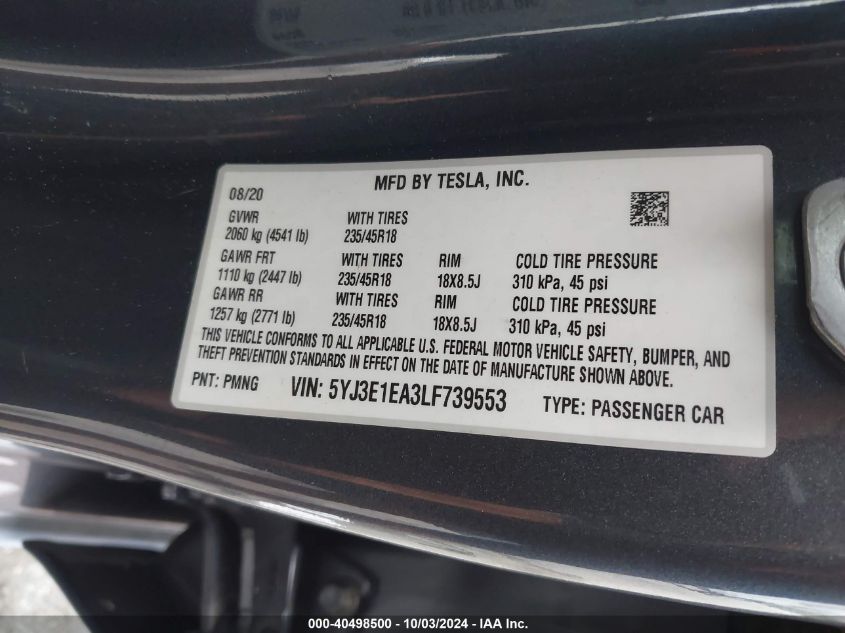 MFD BY TESLA, INC.
08/20
GVWR WITH TIRES
2060 kg (4541 lb) 235/45R18
GAWR FRT WITH TIRES RIM COLD TIRE PRESSURE
1110 kg (2447 lb) 235/45R18 18X8.5J 310 kPa, 45 psi
GAWR RR WITH TIRES RIM COLD TIRE PRESSURE
1257 kg (2771 lb) 235/45R18 18X8.5J 310 kPa, 45 psi
THIS VEHICLE CONFORMS TO ALL APPLICABLE U.S. FEDERAL MOTOR VEHICLE SAFETY, BUMPER, AND
THEFT PREVENTION STANDARDS IN EFFECT ON THE DATE OF MANUFACTURE SHOWN ABOVE.
PNT: PMNG VIN: 5YJ3E1EA3LF739553 TYPE: PASSENGER CAR
000-40498500 - 10/03/2024 - IAA Inc.